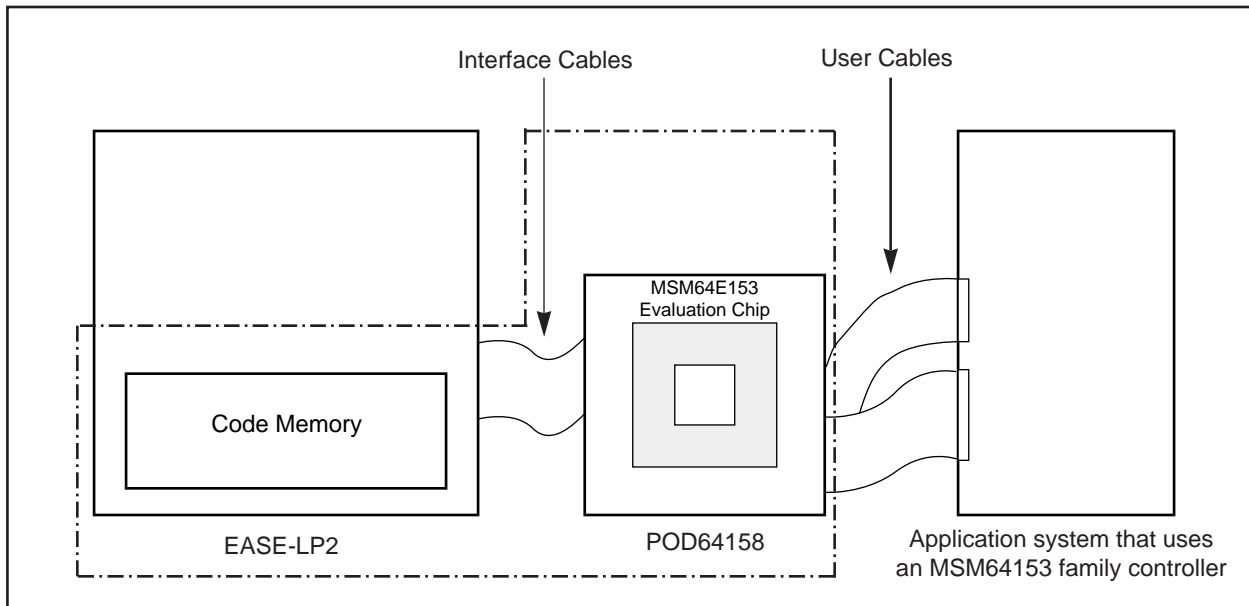 Interface Cables
User Cables
MSM64E153
Evaluation Chip
Code Memory
EASE-LP2
POD64158
Application system that uses
an MSM64153 family controller